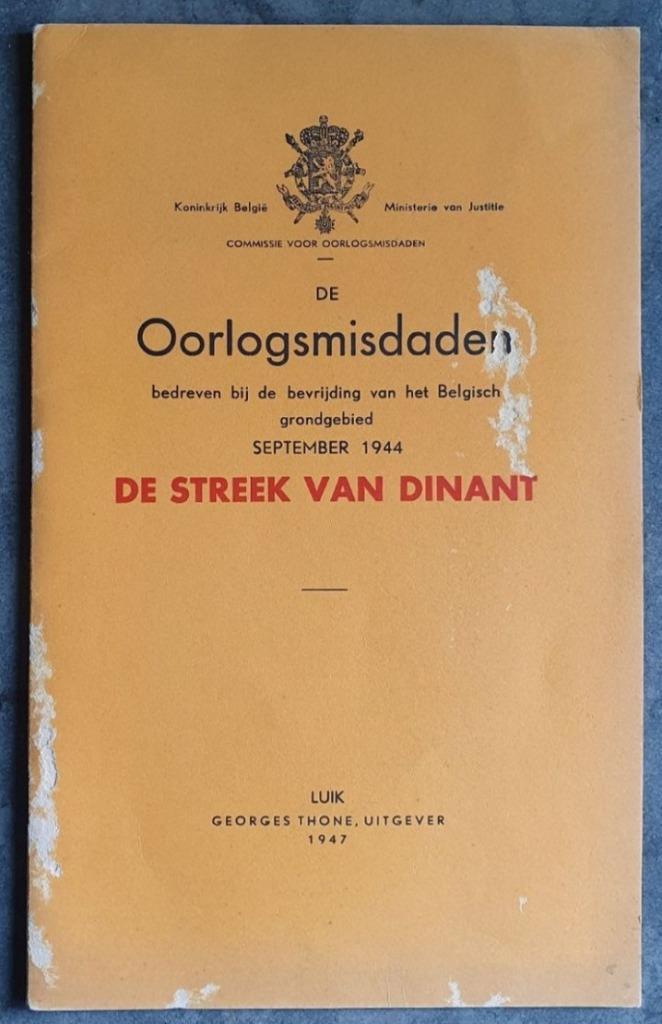 Koninkrijk België Ministerie van Justitie
COMMISSIE VOOR OORLOGSMISDADEN
DE
Oorlogsmisdaden
bedreven bij de bevrijding van het Belgisch
grondgebied
SEPTEMBER 1944
DE STREEK VAN DINANT
LUIK
GEORGES THONE, UITGEVER
1947